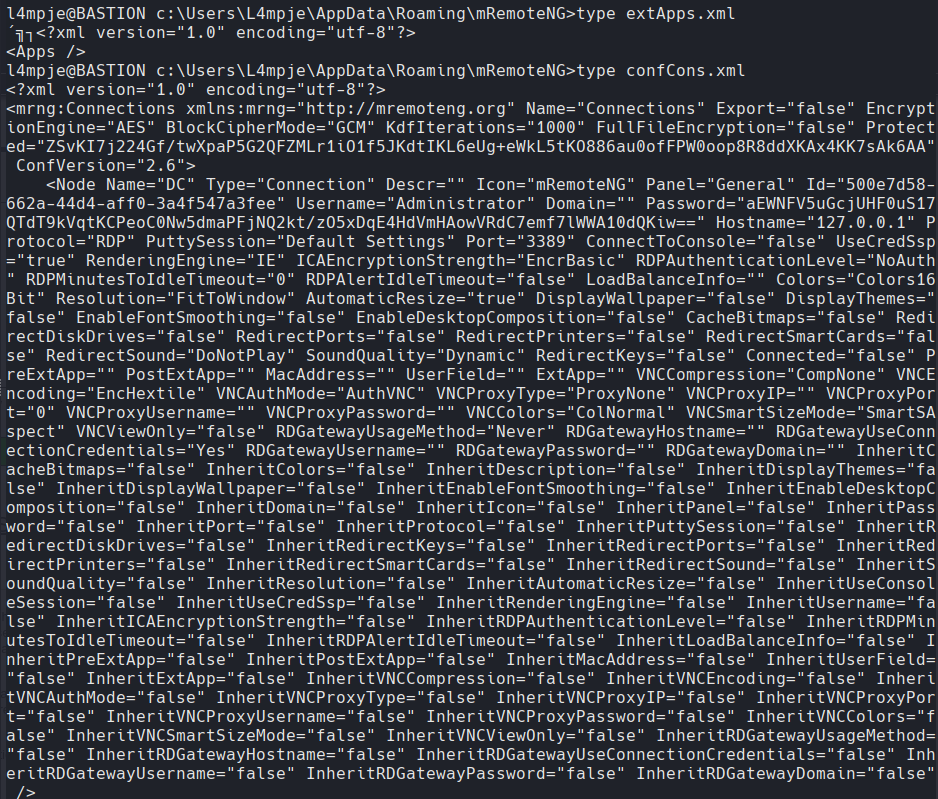 l4mpje@BASTION c:\Users\L4mpje\AppData\Roaming\mRemoteNG>type extApps.xml
´╗┐<?xml version="1.0" encoding="utf-8"?>
<Apps />
l4mpje@BASTION c:\Users\L4mpje\AppData\Roaming\mRemoteNG>type confCons.xml
<?xml version="1.0" encoding="utf-8"?>
<mrng:Connections xmlns:mrng="http://mremoteng.org" Name="Connections" Export="false" Encrypt
ionEngine="AES" BlockCipherMode="GCM" KdfIterations="1000" FullFileEncryption="false" Protect
ed="ZSvKI7j224Gf/twXpaP5G2QFZMLr1iO1f5JKdtIKL6eUg+eWkL5tKO886au0ofFPW0oop8R8ddXKAx4KK7sAk6AA"
 ConfVersion="2.6">
    <Node Name="DC" Type="Connection" Descr="" Icon="mRemoteNG" Panel="General" Id="500e7d58-
662a-44d4-aff0-3a4f547a3fee" Username="Administrator" Domain="" Password="aEWNFV5uGcjUHF0uS17
QTdT9kVqtKCPeoC0Nw5dmaPFjNQ2kt/zO5xDqE4HdVmHAowVRdC7emf7lWWA10dQKiw==" Hostname="127.0.0.1" P
rotocol="RDP" PuttySession="Default Settings" Port="3389" ConnectToConsole="false" UseCredSsp
="true" RenderingEngine="IE" ICAEncryptionStrength="EncrBasic" RDPAuthenticationLevel="NoAuth
" RDPMinutesToIdleTimeout="0" RDPAlertIdleTimeout="false" LoadBalanceInfo="" Colors="Colors16
Bit" Resolution="FitToWindow" AutomaticResize="true" DisplayWallpaper="false" DisplayThemes="
false" EnableFontSmoothing="false" EnableDesktopComposition="false" CacheBitmaps="false" Redi
rectDiskDrives="false" RedirectPorts="false" RedirectPrinters="false" RedirectSmartCards="fal
se" RedirectSound="DoNotPlay" SoundQuality="Dynamic" RedirectKeys="false" Connected="false" P
reExtApp="" PostExtApp="" MacAddress="" UserField="" ExtApp="" VNCCompression="CompNone" VNCE
ncoding="EncHextile" VNCAuthMode="AuthVNC" VNCProxyType="ProxyNone" VNCProxyIP="" VNCProxyPor
t="0" VNCProxyUsername="" VNCProxyPassword="" VNCColors="ColNormal" VNCSmartSizeMode="SmartSA
spect" VNCViewOnly="false" RDGatewayUsageMethod="Never" RDGatewayHostname="" RDGatewayUseConn
ectionCredentials="Yes" RDGatewayUsername="" RDGatewayPassword="" RDGatewayDomain="" InheritC
acheBitmaps="false" InheritColors="false" InheritDescription="false" InheritDisplayThemes="fa
lse" InheritDisplayWallpaper="false" InheritEnableFontSmoothing="false" InheritEnableDesktopC
omposition="false" InheritDomain="false" InheritIcon="false" InheritPanel="false" InheritPass
word="false" InheritPort="false" InheritProtocol="false" InheritPuttySession="false" InheritR
edirectDiskDrives="false" InheritRedirectKeys="false" InheritRedirectPorts="false" InheritRed
irectPrinters="false" InheritRedirectSmartCards="false" InheritRedirectSound="false" InheritS
oundQuality="false" InheritResolution="false" InheritAutomaticResize="false" InheritUseConsol
eSession="false" InheritUseCredSsp="false" InheritRenderingEngine="false" InheritUsername="fa
lse" InheritICAEncryptionStrength="false" InheritRDPAuthenticationLevel="false" InheritRDPMin
utesToIdleTimeout="false" InheritRDPAlertIdleTimeout="false" InheritLoadBalanceInfo="false" I
nheritPreExtApp="false" InheritPostExtApp="false" InheritMacAddress="false" InheritUserField=
"false" InheritExtApp="false" InheritVNCCompression="false" InheritVNCEncoding="false" Inheri
tVNCAuthMode="false" InheritVNCProxyType="false" InheritVNCProxyIP="false" InheritVNCProxyPor
t="false" InheritVNCProxyUsername="false" InheritVNCProxyPassword="false" InheritVNCColors="f
alse" InheritVNCSmartSizeMode="false" InheritVNCViewOnly="false" InheritRDGatewayUsageMethod=
"false" InheritRDGatewayHostname="false" InheritRDGatewayUseConnectionCredentials="false" Inh
eritRDGatewayUsername="false" InheritRDGatewayPassword="false" InheritRDGatewayDomain="false"
 />